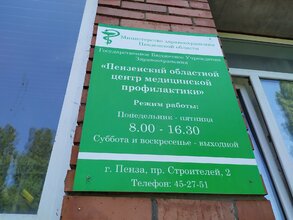 Министерство здравоохранения
Пензенской области
Государственное Бюджетное Учреждение
Здравоохранения
«Пензенский областной
центр медицинской
профилактики»
Режим работы:
Понедельник - пятница
8.00 - 16.30
Суббота и воскресенье - выходной
г. Пенза, пр. Строителей, 2
Телефон: 45-27-51